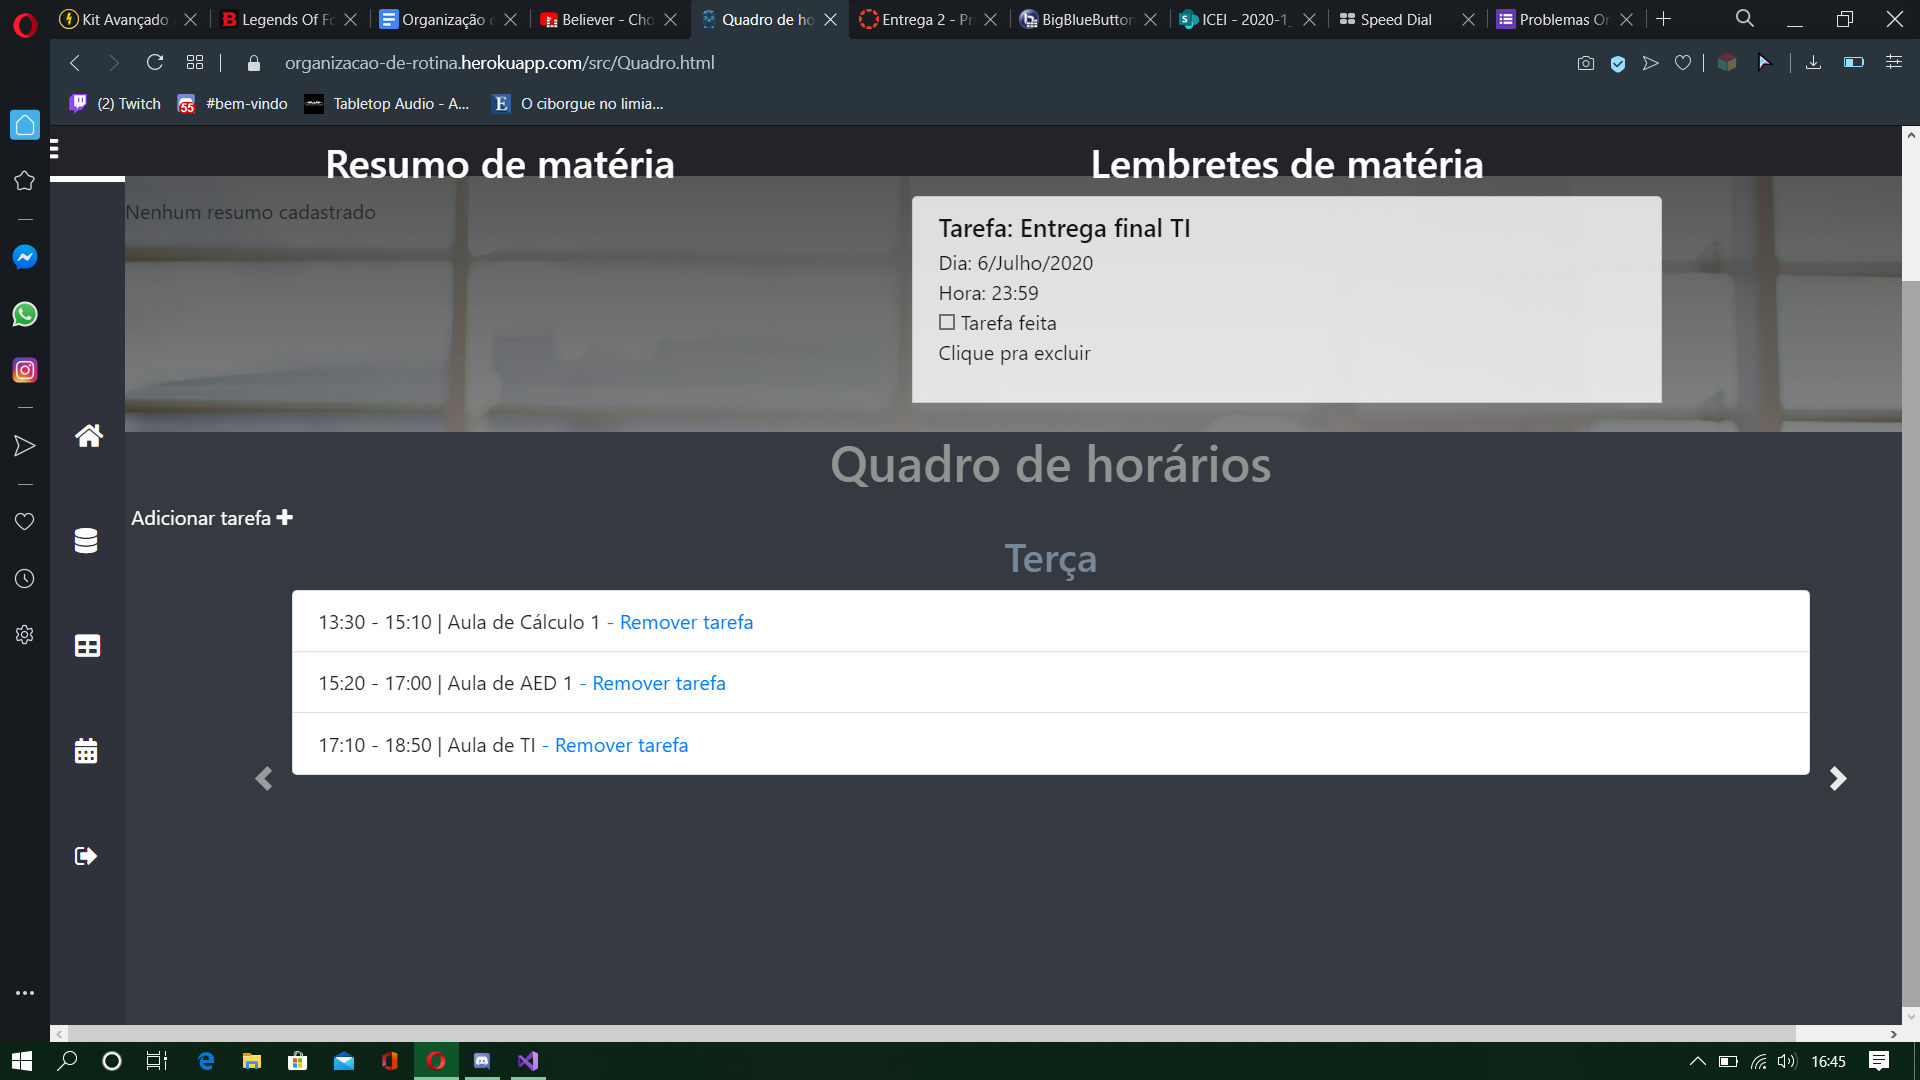 Kit Avançado
Legends Of Fo
Organização
Believer - Cho
Quadro de ho
Entrega 2 - Pr
BigBlueButton
ICEI - 2020-1_
Speed Dial
Problemas Or
organizacao-de-rotina.herokuapp.com/src/Quadro.html
(2) Twitch
55
#bem-vindo
Tabletop Audio - A...
E
O ciborgue no limia...
Resumo de matéria
Lembretes de matéria
Nenhum resumo cadastrado
Tarefa: Entrega final TI
Dia: 6/Julho/2020
Hora: 23:59
Tarefa feita
Clique pra excluir
Quadro de horários
Adicionar tarefa
Terça
13:30 - 15:10 | Aula de Cálculo 1 - Remover tarefa
15:20 - 17:00 | Aula de AED 1 - Remover tarefa
17:10 - 18:50 | Aula de TI - Remover tarefa
16:45